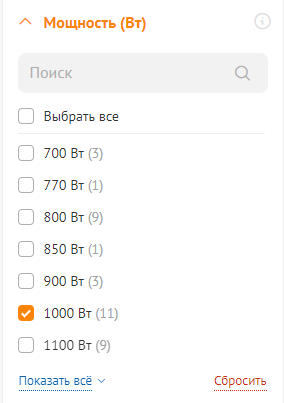 Мощность (Вт)
Поиск
Выбрать все
700 Вт (3)
770 Вт (1)
800 Вт (9)
850 Вт (1)
900 Вт (3)
1000 Вт (11)
1100 Вт (9)
Показать всё Сбросить